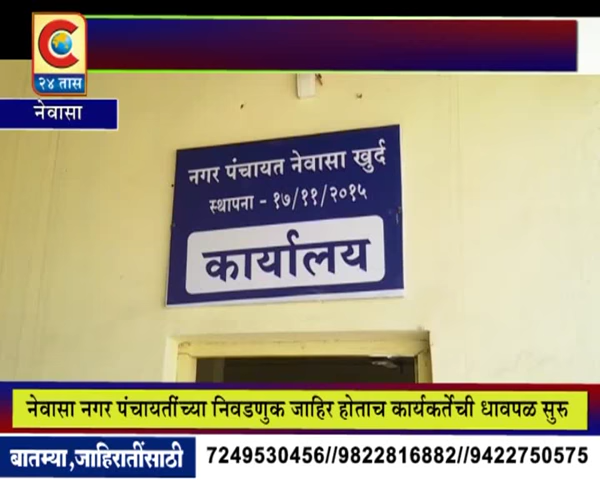 C
२४ तास
नेवासा
नगर पंचायत नेवासा खुर्द
स्थापना - १७/११/२०१५
कार्यालय
नेवासा नगर पंचायतींच्या निवडणुक जाहिर होताच कार्यकर्तेची धावपळ सुरू
बातम्या,जाहिरातींसाठी
7249530456//9822816882//9422750575